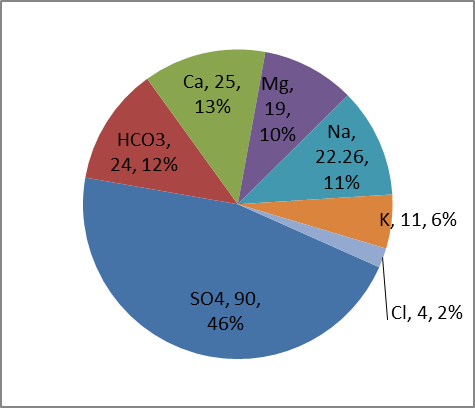 Ca, 25,
13%
Mg,
19,
10%
HCO3,
24, 12%
Na,
22.26,
11%
K, 11, 6%
SO4, 90,
46%
Cl, 4, 2%